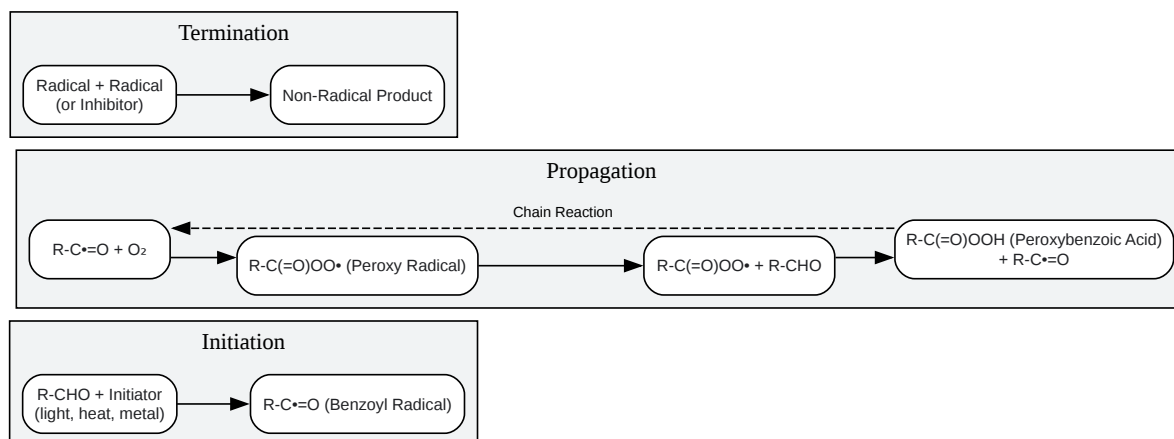 Termination
Radical + Radical
(or Inhibitor)
Non-Radical Product
Propagation
Chain Reaction
R-C•=O + O₂
R-C(=O)OO• (Peroxy Radical)
R-C(=O)OO• + R-CHO
R-C(=O)OOH (Peroxybenzoic Acid)
+ R-C•=O
Initiation
R-CHO + Initiator
(light, heat, metal)
R-C•=O (Benzoyl Radical)